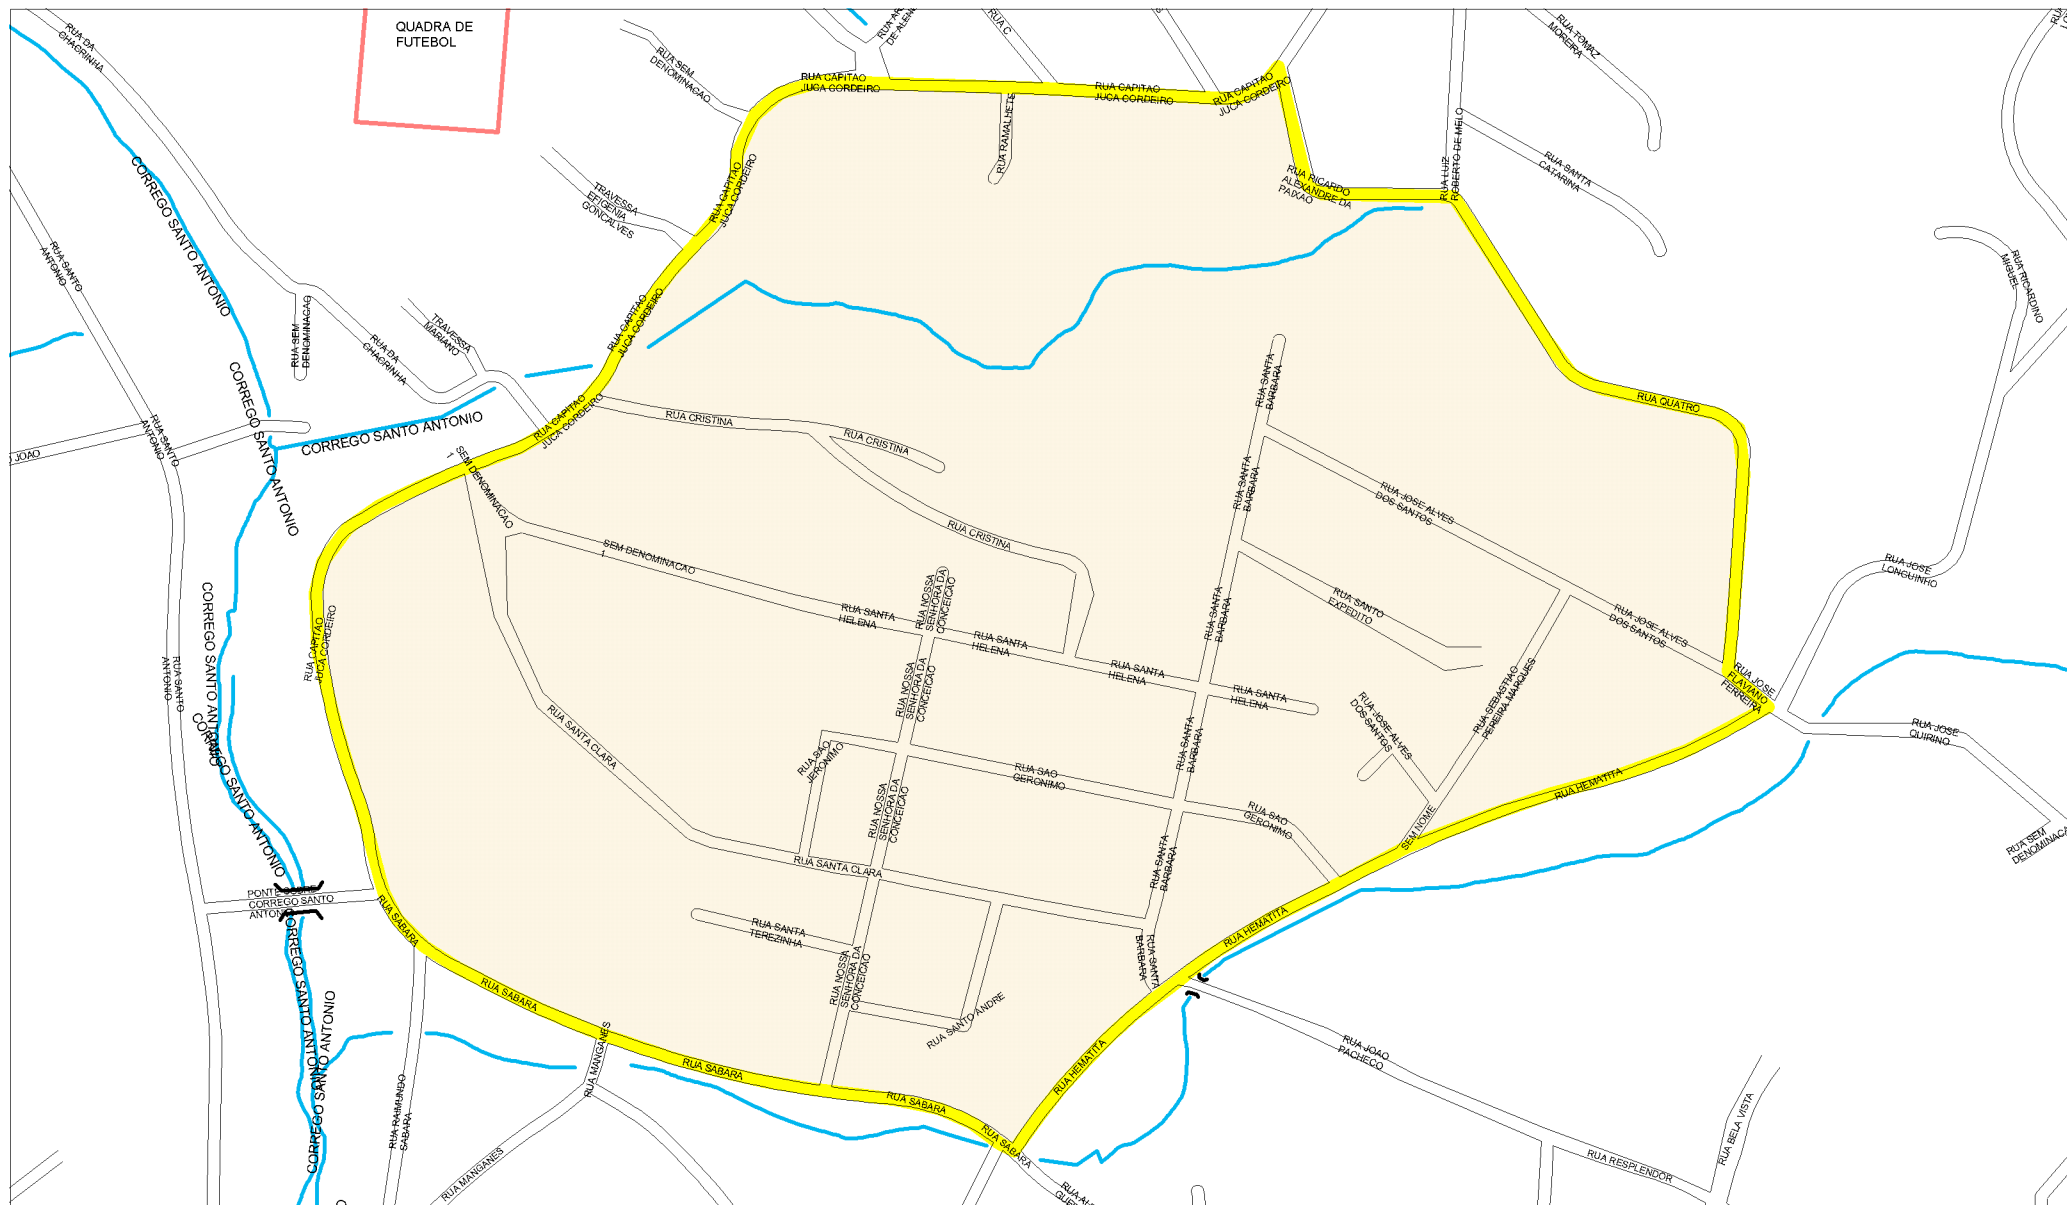 QUADRA DE
FUTEBOL
RUA DA
CHACRINHA
RUA SEM
DENOMINACAO
RUA C
RUA TOMAZ
MOREIRA
RUA CAPITAO
JUCA CORDEIRO
RUA CAPITAO
JUCA CORDEIRO
RUA CAPITAO
JUCA CORDEIRO
RUA RAMALHETE
RUA LUIZ
ROBERTO DE MELO
RUA SANTA
CATARINA
RUA RICARDO
ALEXANDRE DA
PAIXAO
CORREGO SANTO ANTONIO
RUA CAPITAO
JUCA CORDEIRO
TRAVESSA
EFIGENIA
GONCALVES
RUA SANTO
ANTONIO
RUA RICARDINO
MIGUEL
RUA SEM
DENOMINACAO
RUA DA
CHACRINHA
TRAVESSA
MARIANO
RUA CAPITAO
JUCA CORDEIRO
RUA SANTA
BARBARA
RUA QUATRO
CORREGO SANTO ANTONIO
CORREGO SANTO ANTONIO
RUA CAPITAO
JUCA CORDEIRO
RUA CRISTINA
RUA CRISTINA
RUA SANTO
ANTONIO
JOAO
SEM DENOMINACAO
1
RUA SANTA
BARBARA
RUA JOSE ALVES
DOS SANTOS
RUA CRISTINA
SEM DENOMINACAO
1
RUA JOSE
LONGUINHO
RUA NOSSA
SENHORA DA
CONCEICAO
RUA SANTA
HELENA
RUA SANTA
HELENA
RUA SANTA
HELENA
RUA SANTA
HELENA
RUA SANTA
BARBARA
RUA SANTO
EXPEDITO
RUA JOSE ALVES
DOS SANTOS
CORREGO SANTO ANTONIO
RUA CAPITAO
JUCA CORDEIRO
RUA SANTO
ANTONIO
RUA NOSSA
SENHORA DA
CONCEICAO
RUA JOSE
FLAVIANO
FERREIRA
RUA SEBASTIAO
PEREIRA MARQUES
RUA JOSE ALVES
DOS SANTOS
RUA JOSE
QUIRINO
RUA SANTA CLARA
RUA SAO
JERONIMO
RUA SANTA
BARBARA
RUA SAO
GERONIMO
RUA SAO
GERONIMO
RUA HEMATITA
CORREGO SANTO ANTONIO
RUA NOSSA
SENHORA DA
CONCEICAO
SEM NOME
RUA SEM
RUA SANTA CLARA
RUA SANTA
BARBARA
PONTE SOBRE
CORREGO SANTO
ANTONIO
RUA SABARA
RUA SANTA
TEREZINHA
RUA HEMATITA
RUA SANTA
BARBARA
RUA NOSSA
SENHORA DA
CONCEICAO
RUA SABARA
RUA SANTO ANDRE
CORREGO SANTO ANTONIO
CORREGO SANTO ANTONIO
RUA MANGANES
RUA SABARA
RUA HEMATITA
RUA JOAO
PACHECO
RUA SABARA
RUA RAIMUNDO
SABARA
RUA BELA VISTA
RUA SABARA
RUA MANGANES
RUA RESPLENDOR